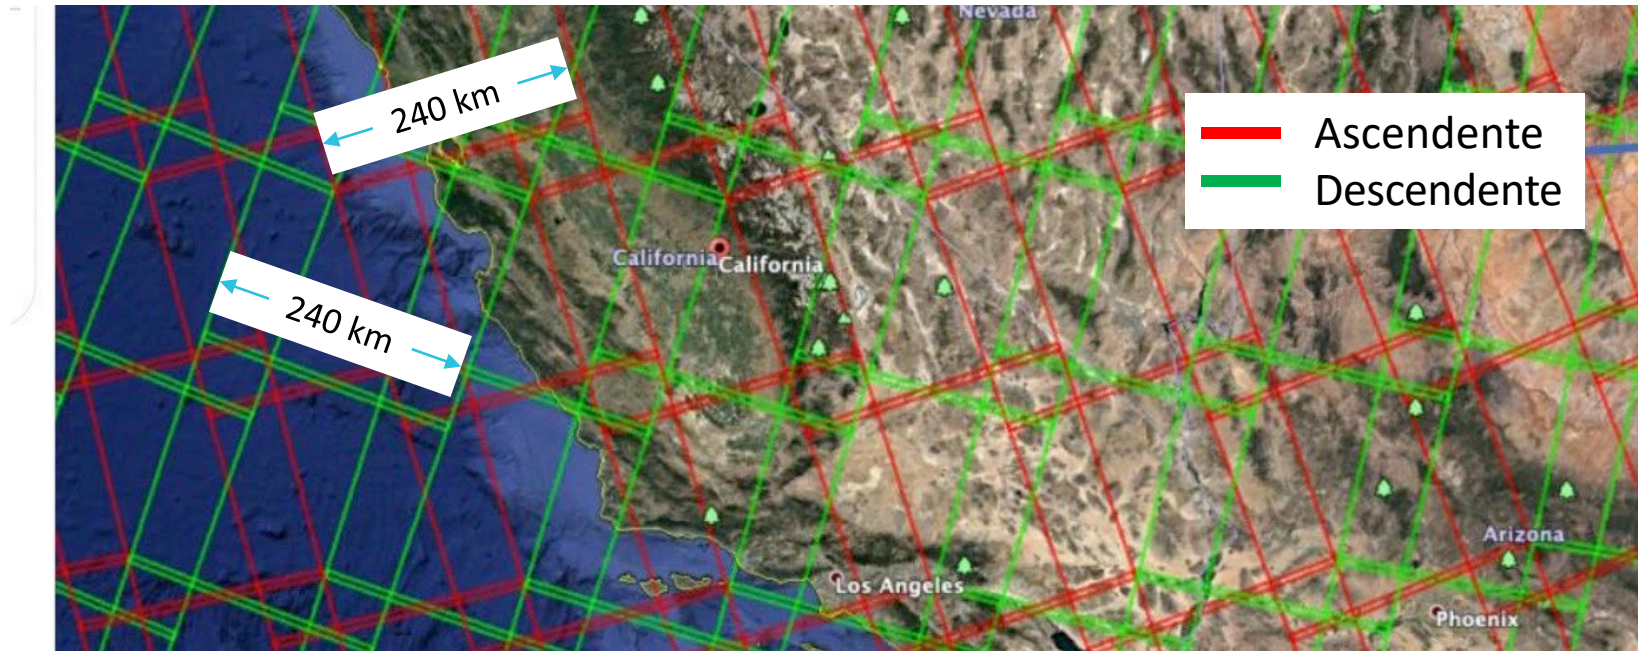 Nevada
240 km
Ascendente
Descendente
California
California
240 km
Arizona
Los Angeles
Phoenix